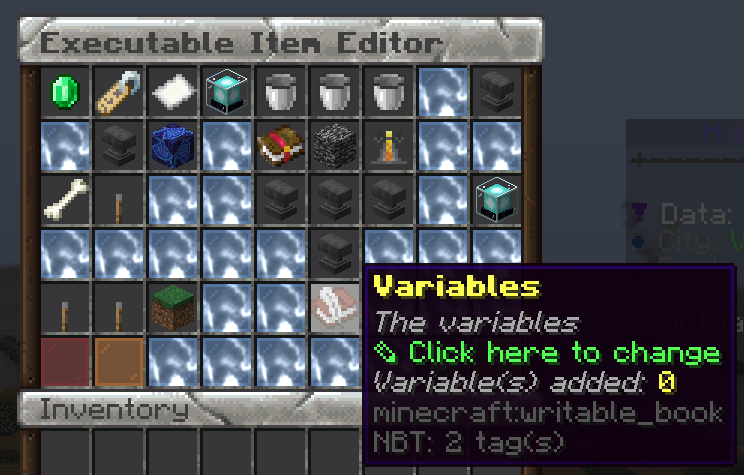 Executable Item Editor
Data:
City:
Variables
The variables
✎ Click here to change
Variable(s) added: 0
minecraft:writable_book
NBT: 2 tag(s)
Inventory